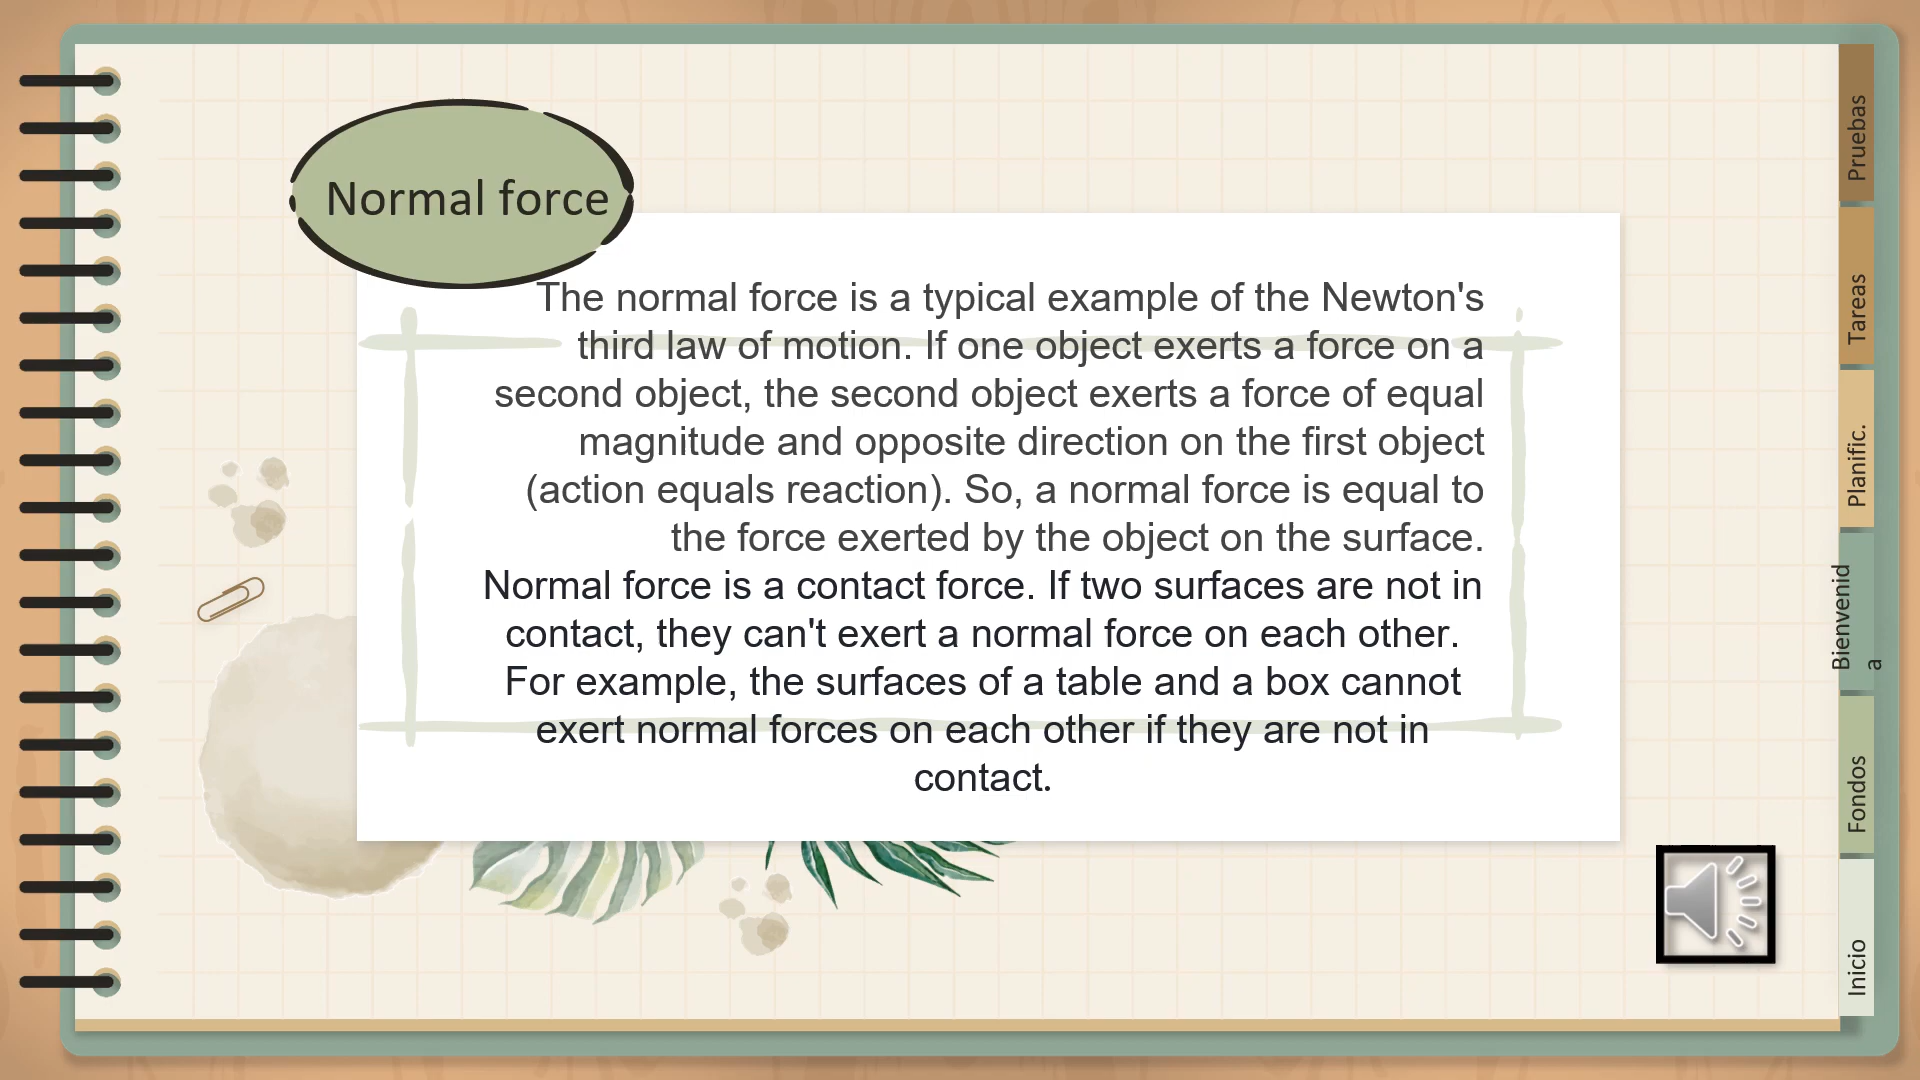 Normal force
The normal force is a typical example of the Newton's
third law of motion. If one object exerts a force on a
second object, the second object exerts a force of equal
magnitude and opposite direction on the first object
(action equals reaction). So, a normal force is equal to
the force exerted by the object on the surface.
Normal force is a contact force. If two surfaces are not in
contact, they can't exert a normal force on each other.
For example, the surfaces of a table and a box cannot
exert normal forces on each other if they are not in
contact.
Pruebas
Tareas
Planific.
Bienvenid
a
Fondos
Inicio